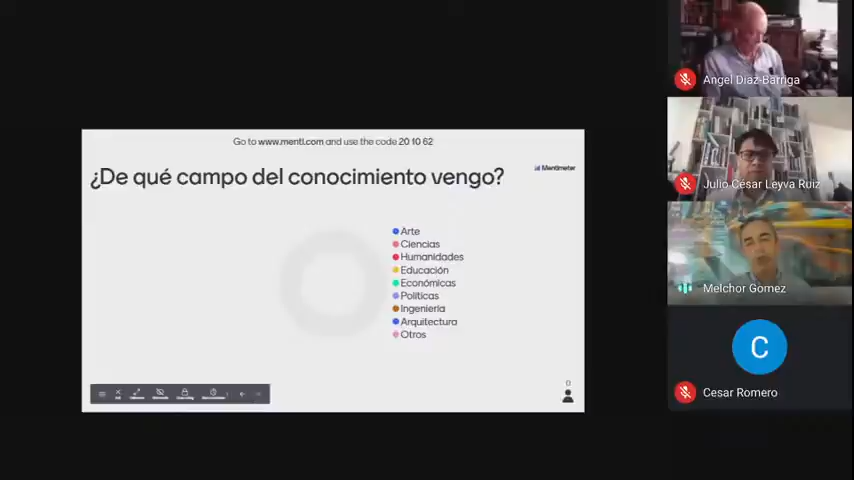 Go to www.menti.com and use the code 20 10 62
Mentimeter
¿De qué campo del conocimiento vengo?
Arte
Ciencias
Humanidades
Educación
Económicas
Políticas
Ingeniería
Arquitectura
Otros
0
Angel Diaz-Barriga
Julio César Leyva Ruiz
Melchor Gomez
C
Cesar Romero